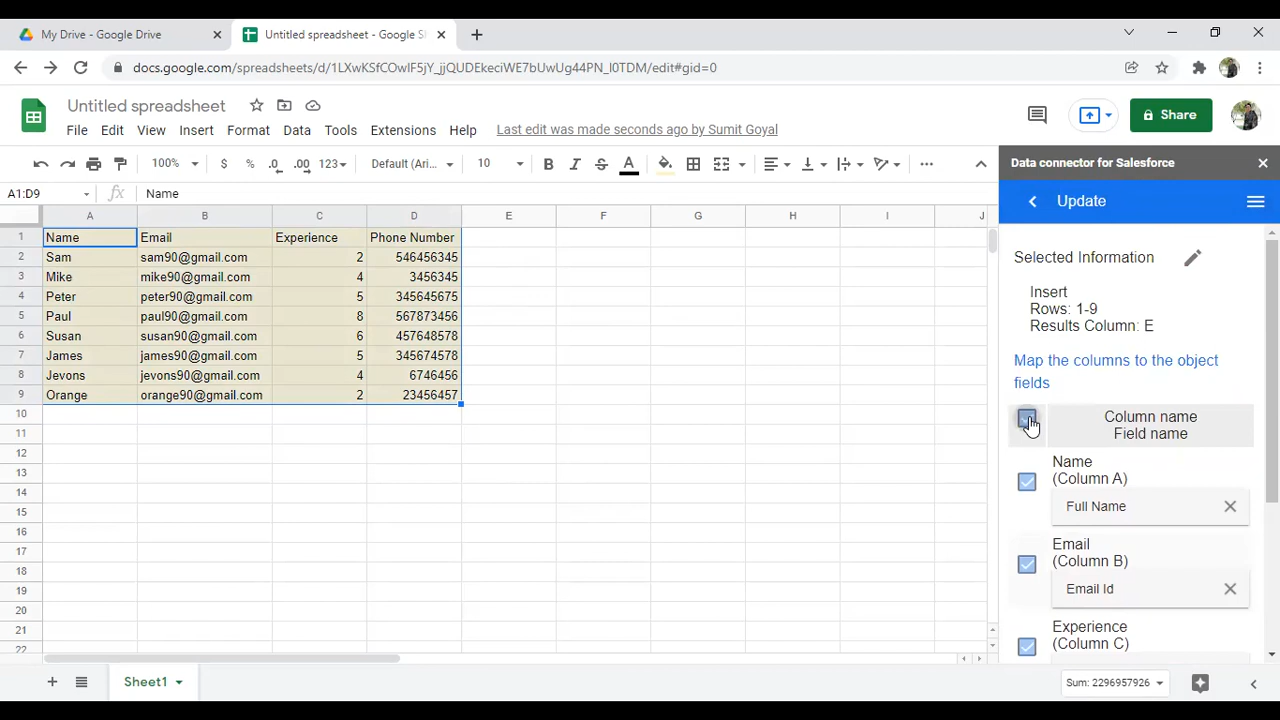 My Drive - Google Drive
Untitled spreadsheet - Google S
docs.google.com/spreadsheets/d/1LXwKSfCOwIF5jY_jjQUDEkeciWE7bUwUg44PN_I0TDM/edit#gid=0
Untitled spreadsheet
File Edit View Insert Format Data Tools Extensions Help Last edit was made seconds ago by Sumit Goyal
Share
100% $ % .0 .00 123 Default (Ari... 10 B I S A
A1:D9 fx Name
A B C D E F G H I J
1 Name Email Experience Phone Number
2 Sam sam90@gmail.com 2 546456345
3 Mike mike90@gmail.com 4 3456345
4 Peter peter90@gmail.com 5 345645675
5 Paul paul90@gmail.com 8 567873456
6 Susan susan90@gmail.com 6 457648578
7 James james90@gmail.com 5 345674578
8 Jevons jevons90@gmail.com 4 6746456
9 Orange orange90@gmail.com 2 23456457
10
11
12
13
14
15
16
17
18
19
20
21
22
Sheet1
Sum: 2296957926
Data connector for Salesforce
Update
Selected Information
Insert
Rows: 1-9
Results Column: E
Map the columns to the object
fields
Column name
Field name
Name
(Column A)
Full Name
Email
(Column B)
Email Id
Experience
(Column C)